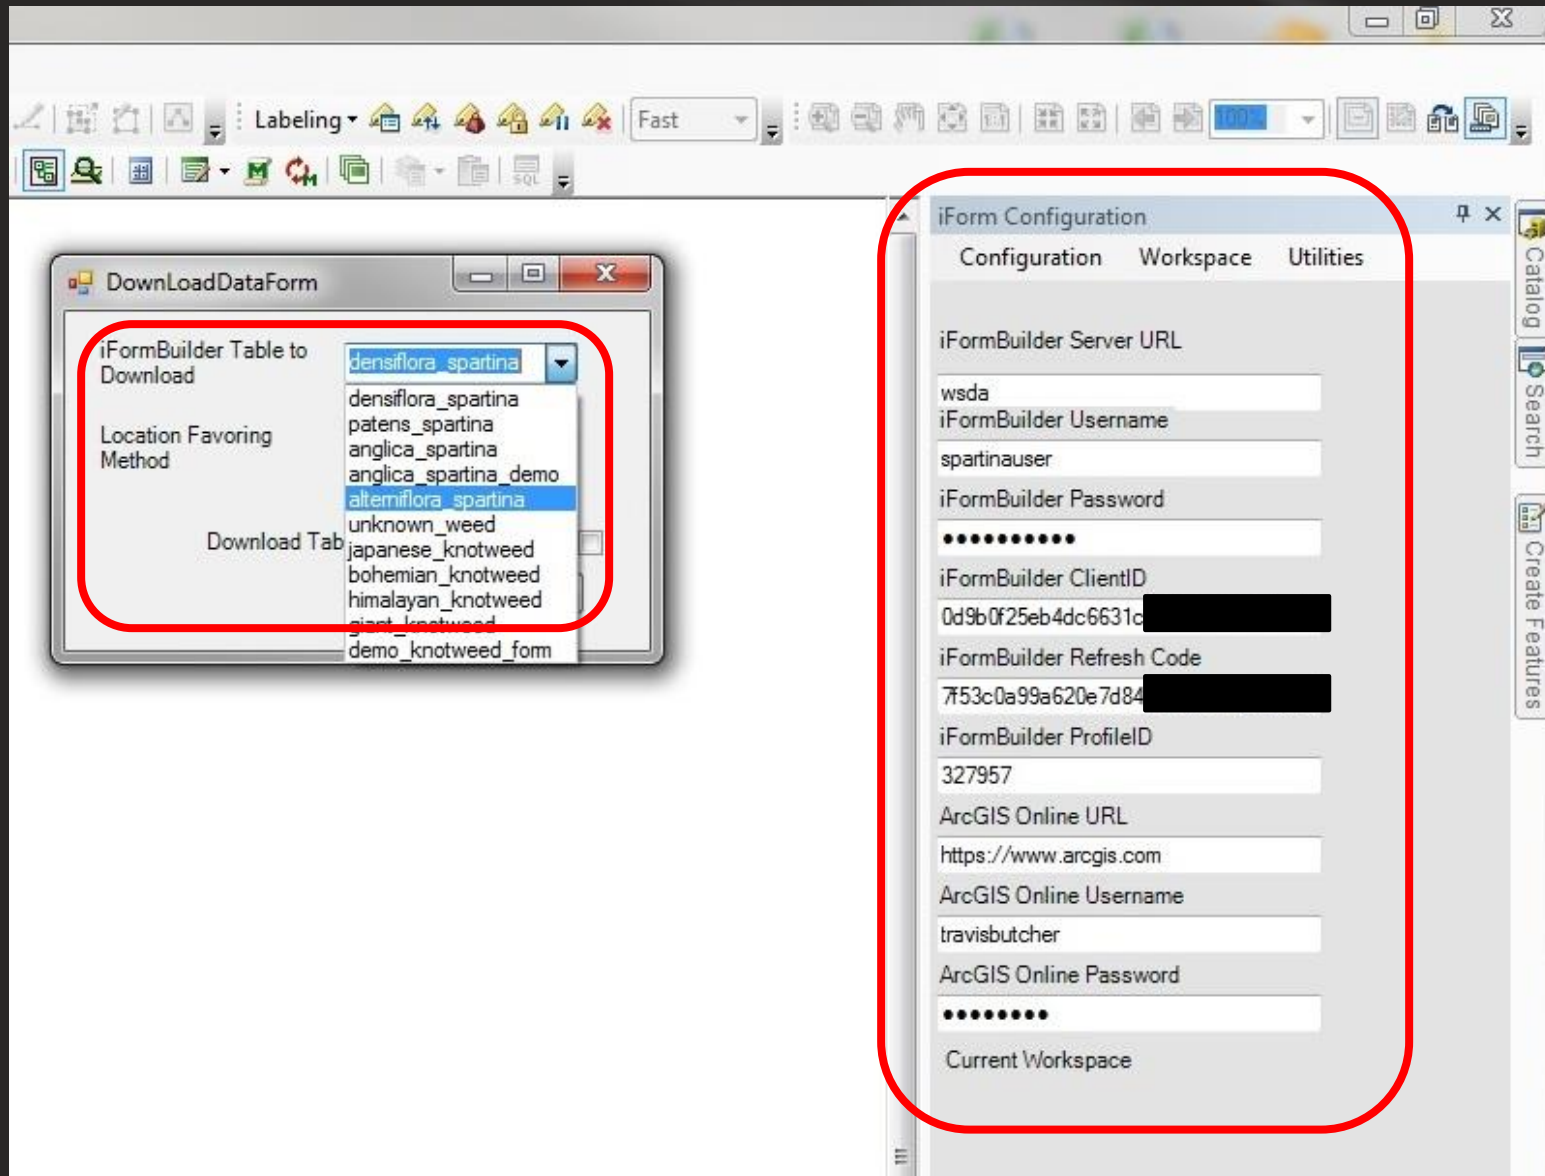 Labeling
Fast
100%
SQL
DownLoadDataForm
iFormBuilder Table to
Download
densiflora_spartina
densiflora_spartina
patens_spartina
anglica_spartina
anglica_spartina_demo
alterniflora_spartina
unknown_weed
japanese_knotweed
bohemian_knotweed
himalayan_knotweed
giant_knotweed
demo_knotweed_form
Location Favoring
Method
Download Tab
iForm Configuration
Configuration Workspace Utilities
iFormBuilder Server URL
wsda
iFormBuilder Username
spartinauser
iFormBuilder Password
••••••••••
iFormBuilder ClientID
0d9b0f25eb4dc6631c
iFormBuilder Refresh Code
7f53c0a99a620e7d84
iFormBuilder ProfileID
327957
ArcGIS Online URL
https://www.arcgis.com
ArcGIS Online Username
travisbutcher
ArcGIS Online Password
••••••••
Current Workspace
Catalog
Search
Create Features